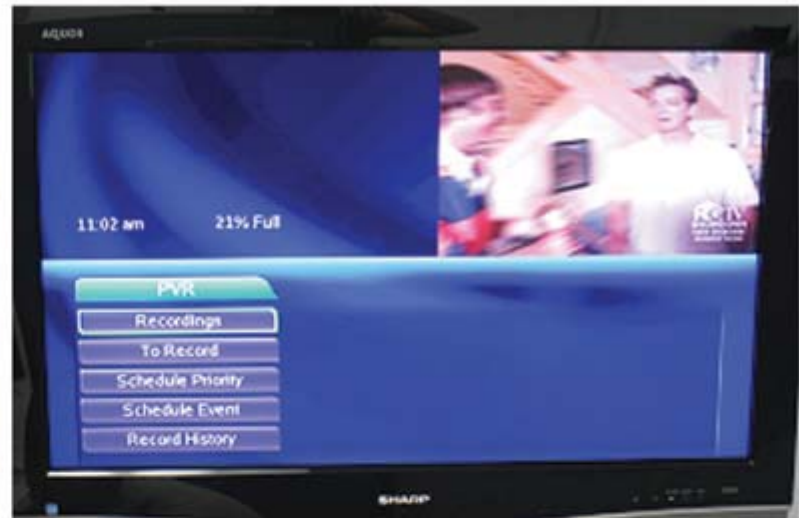 AQUOS
11:02 am 21% Full
PVR
Recordings
To Record
Schedule Priority
Schedule Event
Record History
SHARP